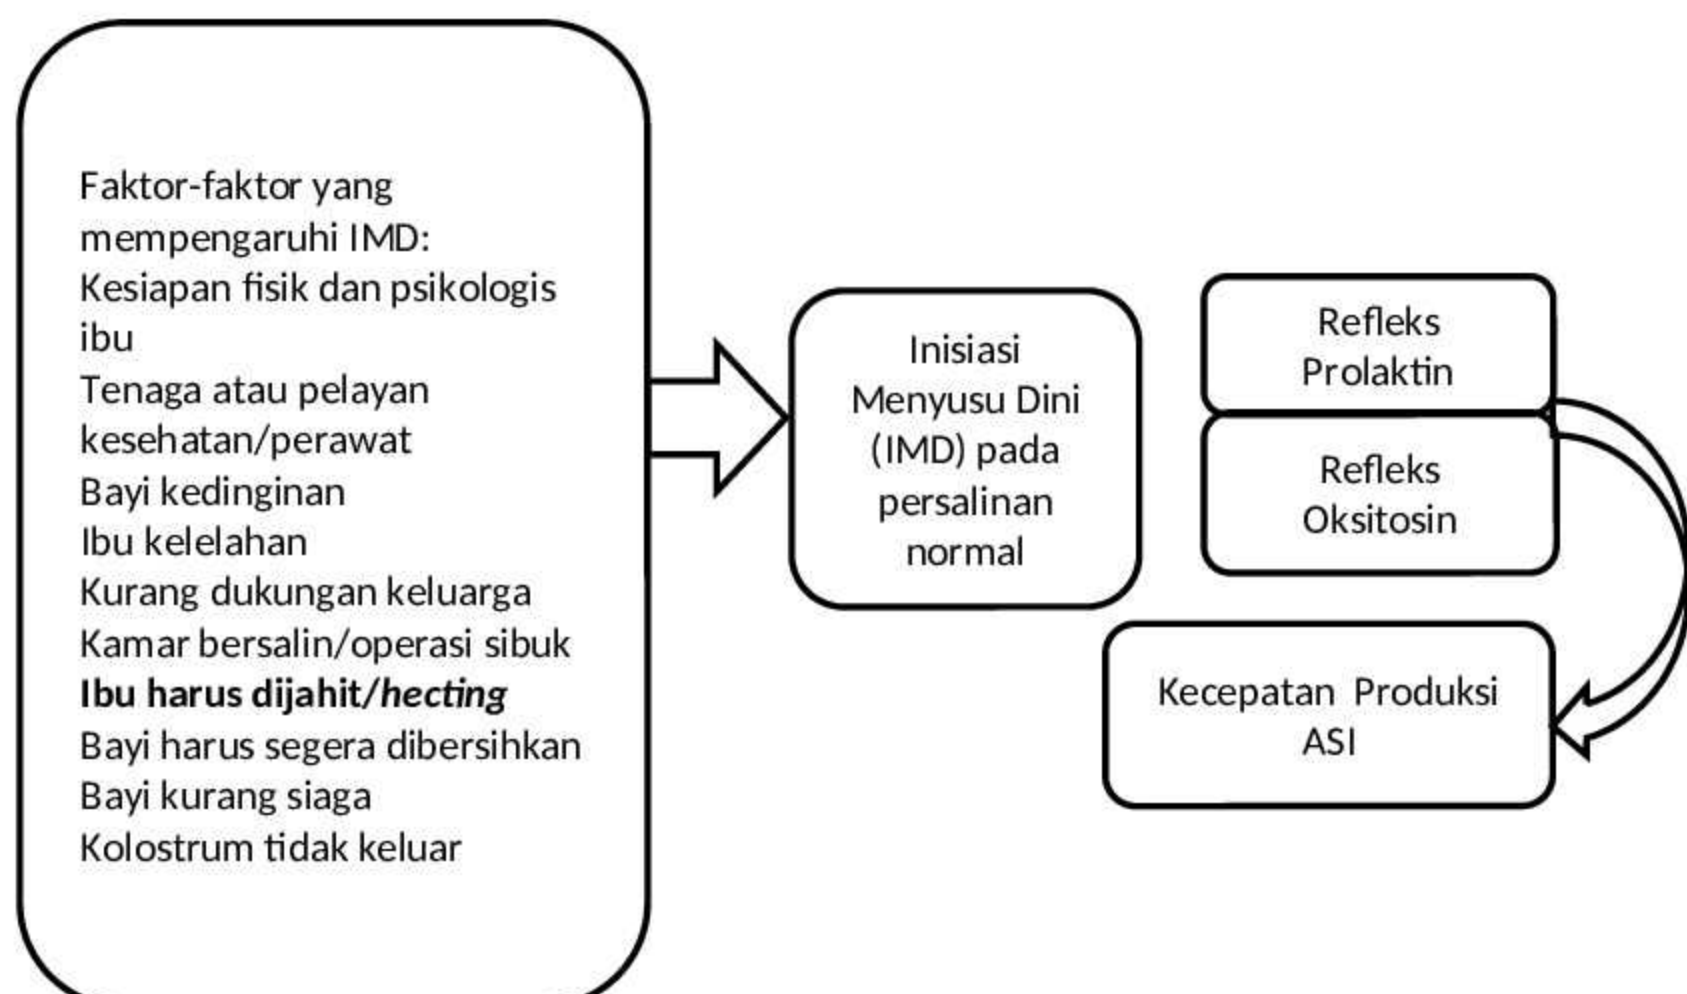 Faktor-faktor yang
mempengaruhi IMD:
Kesiapan fisik dan psikologis
ibu
Tenaga atau pelayan
kesehatan/perawat
Bayi kedinginan
Ibu kelelahan
Kurang dukungan keluarga
Kamar bersalin/operasi sibuk
Ibu harus dijahit/hecting
Bayi harus segera dibersihkan
Bayi kurang siaga
Kolostrum tidak keluar
Inisiasi
Menyusu Dini
(IMD) pada
persalinan
normal
Refleks
Prolaktin
Refleks
Oksitosin
Kecepatan Produksi
ASI